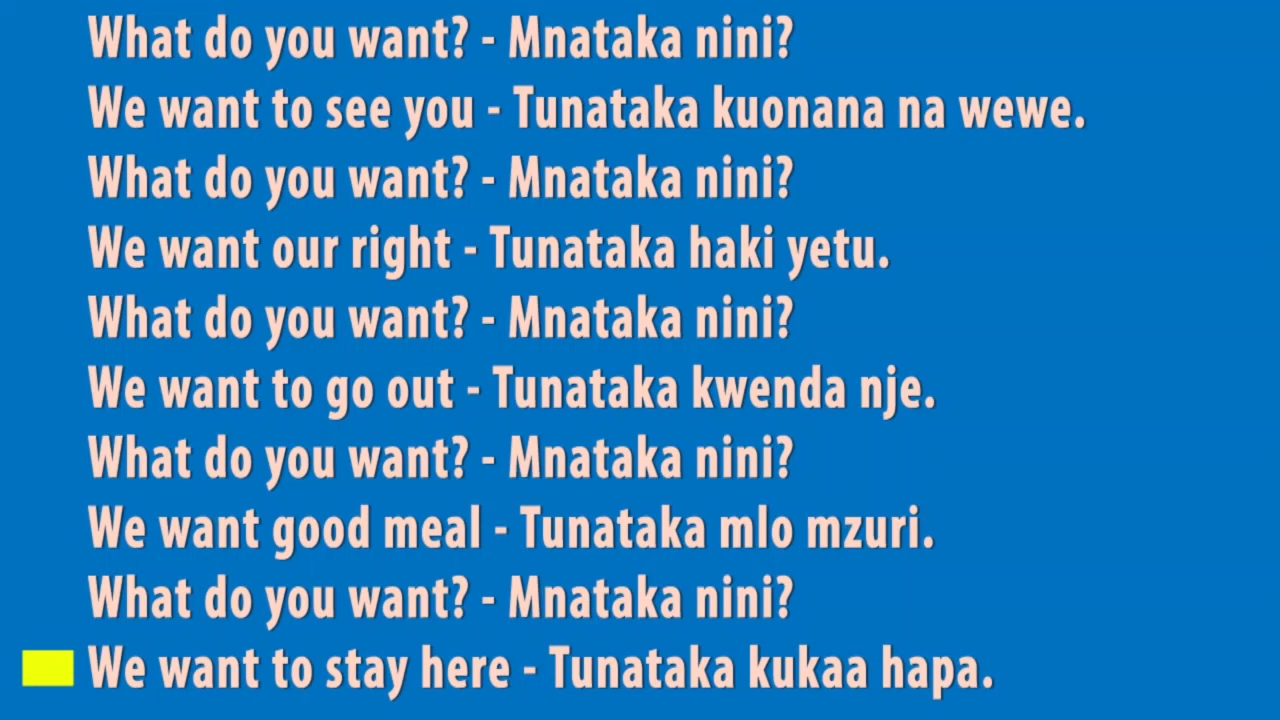 What do you want? - Mnataka nini?
We want to see you - Tunataka kuonana na wewe.
What do you want? - Mnataka nini?
We want our right - Tunataka haki yetu.
What do you want? - Mnataka nini?
We want to go out - Tunataka kwenda nje.
What do you want? - Mnataka nini?
We want good meal - Tunataka mlo mzuri.
What do you want? - Mnataka nini?
We want to stay here - Tunataka kukaa hapa.